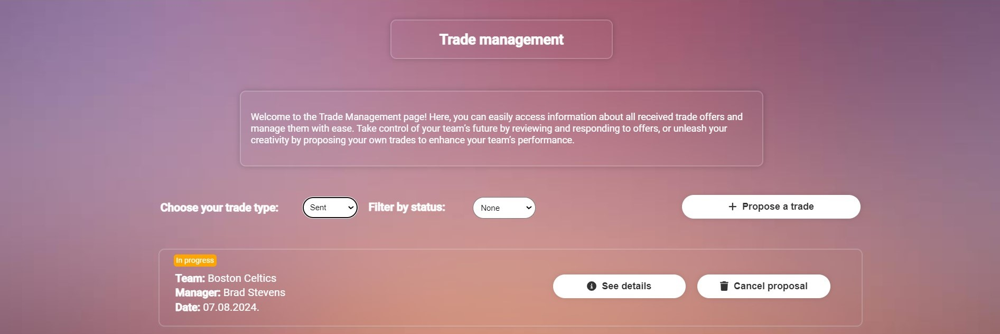 Trade management
Welcome to the Trade Management page! Here, you can easily access information about all received trade offers and
manage them with ease. Take control of your team’s future by reviewing and responding to offers, or unleash your
creativity by proposing your own trades to enhance your team’s performance.
Choose your trade type: Sent Filter by status: None + Propose a trade
In progress
Team: Boston Celtics
Manager: Brad Stevens
Date: 07.08.2024.
See details Cancel proposal